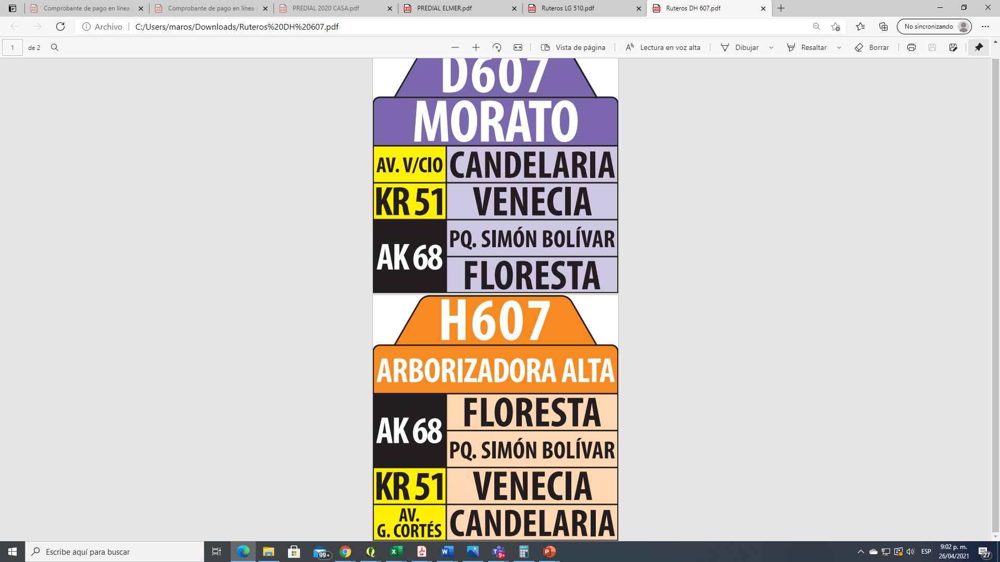 Comprobante de pago en línea (
Comprobante de pago en línea (
PREDIAL 2020 CASA.pdf
PREDIAL ELMER.pdf
Ruteros LG 510.pdf
Ruteros DH 607.pdf
Archivo
C:/Users/maros/Downloads/Ruteros%20DH%20607.pdf
No sincronizando
1
de 2
Vista de página
Lectura en voz alta
Dibujar
Resaltar
Borrar
D607
MORATO
AV. V/CIO
CANDELARIA
KR 51
VENECIA
AK 68
PQ. SIMÓN BOLÍVAR
FLORESTA
H607
ARBORIZADORA ALTA
AK 68
FLORESTA
PQ. SIMÓN BOLÍVAR
KR 51
VENECIA
AV.
G. CORTÉS
CANDELARIA
Escribe aquí para buscar
99+
9+
ESP
9:02 p. m.
26/04/2021
27